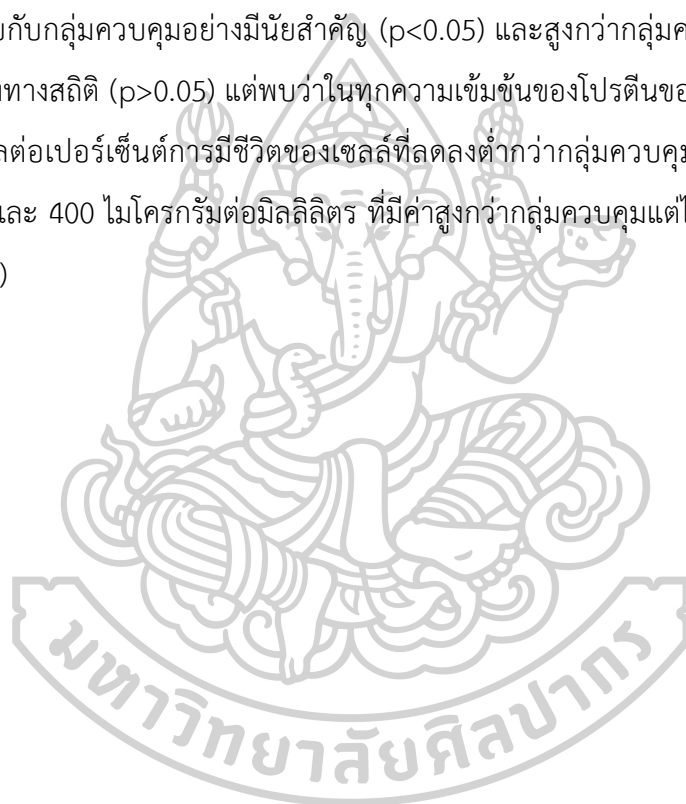 ยกับกลุ่มควบคุมอย่างมีนัยสำคัญ (p<0.05) และสูงกว่ากลุ่มค
ทางสถิติ (p>0.05) แต่พบว่าในทุกความเข้มข้นของโปรตีนขอ
ลต่อเปอร์เซ็นต์การมีชีวิตของเซลล์ที่ลดลงต่ำกว่ากลุ่มควบคุม
และ 400 ไมโครกรัมต่อมิลลิลิตร ที่มีค่าสูงกว่ากลุ่มควบคุมแต่ไ
)
มหาวิทยาลัยศิลปากร